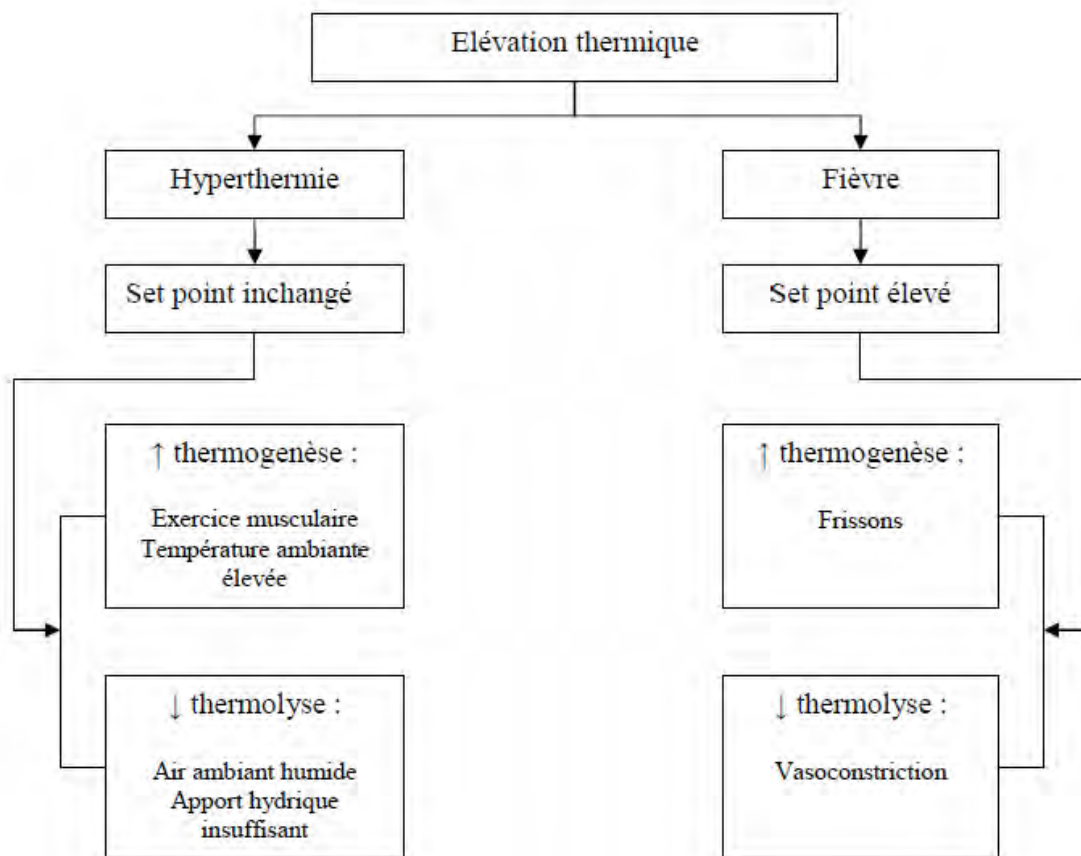 Elévation thermique
Hyperthermie
Fièvre
Set point inchangé
Set point élevé
↑ thermogenèse :
Exercice musculaire
Température ambiante
élevée
↑ thermogenèse :
Frissons
↓ thermolyse :
Air ambiant humide
Apport hydrique
insuffisant
↓ thermolyse :
Vasoconstriction